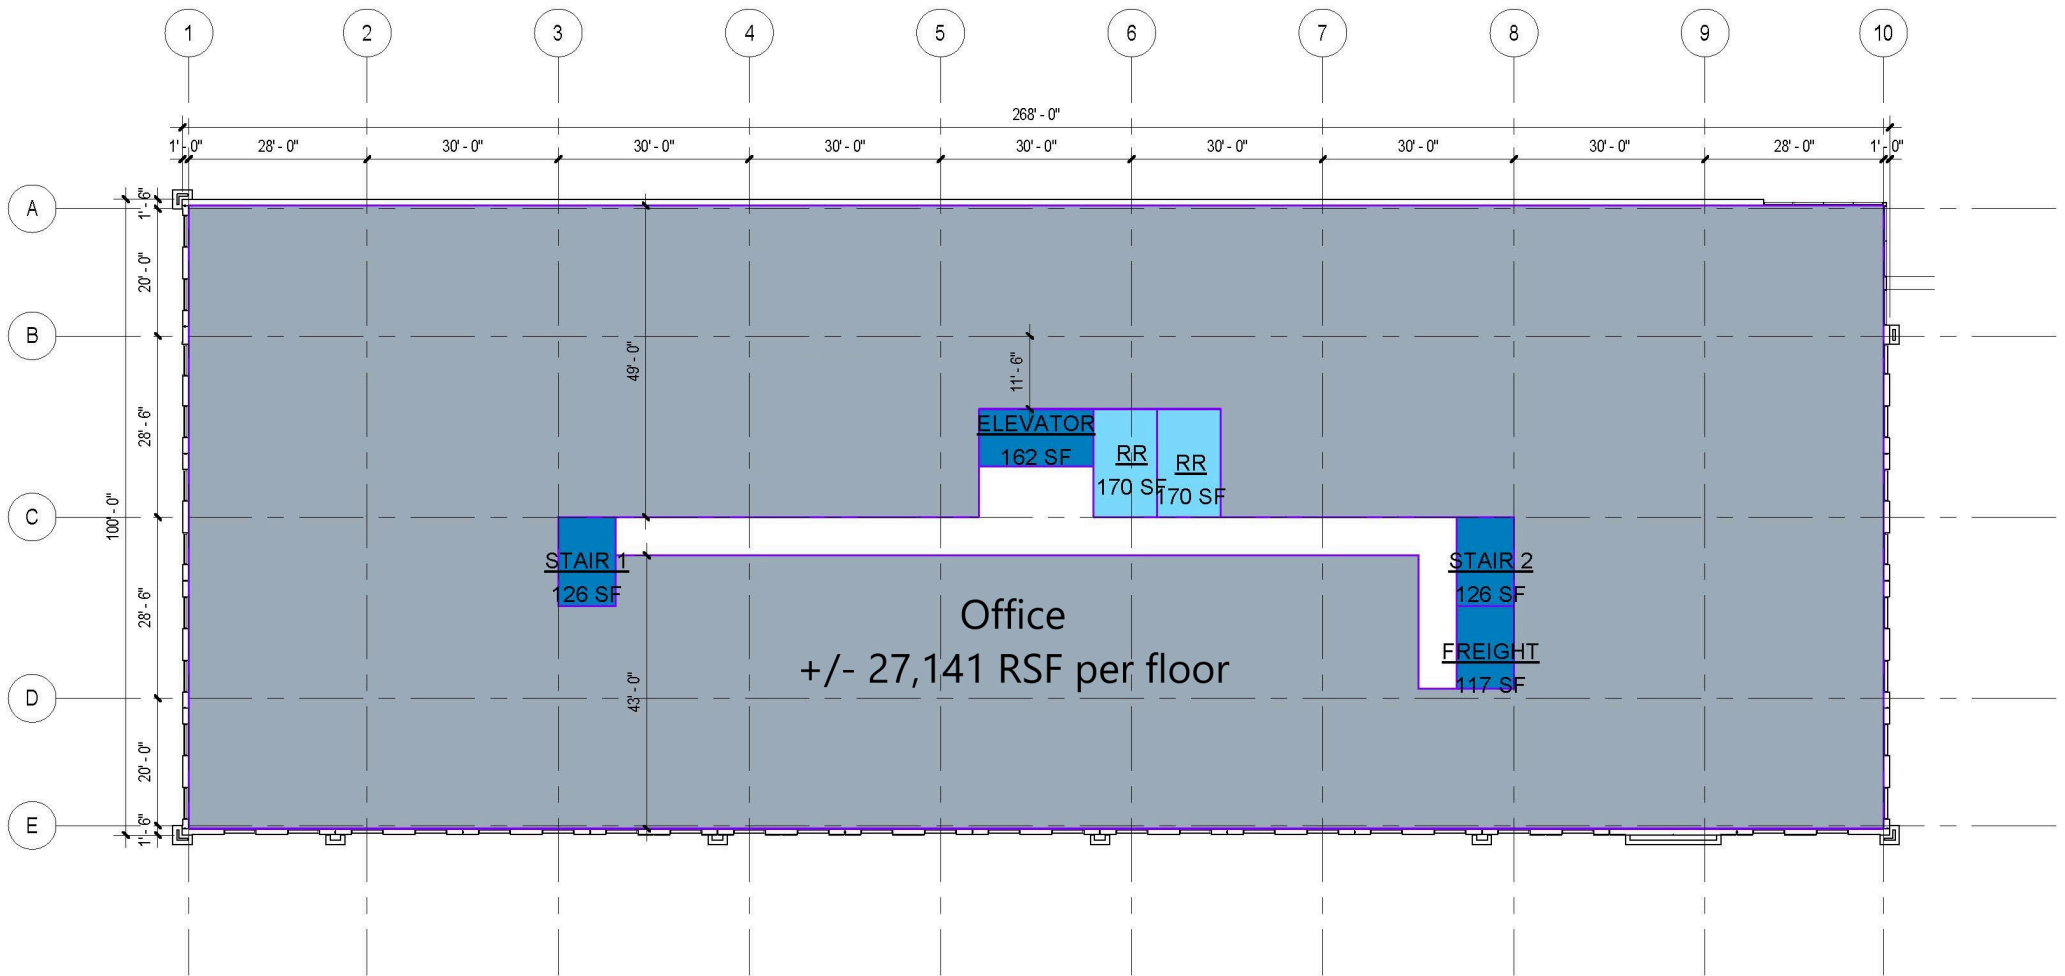 1 2 3 4 5 6 7 8 9 10
268' - 0"
1' - 0" 28' - 0" 30' - 0" 30' - 0" 30' - 0" 30' - 0" 30' - 0" 30' - 0" 30' - 0" 28' - 0" 1' - 0"
A
1' - 6"
20' - 0"
B
49' - 0"
11' - 6"
28' - 6"
ELEVATOR
162 SF
RR
170 SF
RR
170 SF
100' - 0"
C
STAIR 1
126 SF
STAIR 2
126 SF
28' - 6"
Office
+/- 27,141 RSF per floor
FREIGHT
117 SF
43' - 0"
D
20' - 0"
E
1' - 6"